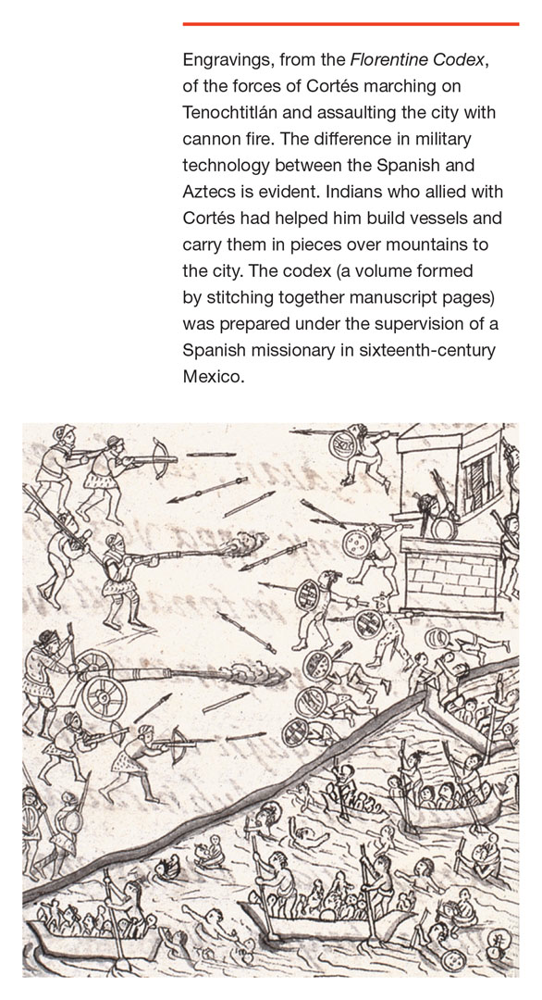 Engravings, from the Florentine Codex,
of the forces of Cortés marching on
Tenochtitlán and assaulting the city with
cannon fire. The difference in military
technology between the Spanish and
Aztecs is evident. Indians who allied with
Cortés had helped him build vessels and
carry them in pieces over mountains to
the city. The codex (a volume formed
by stitching together manuscript pages)
was prepared under the supervision of a
Spanish missionary in sixteenth-century
Mexico.